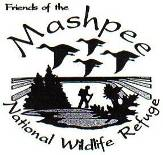 Friends of the
Mashpee
National Wildlife Refuge